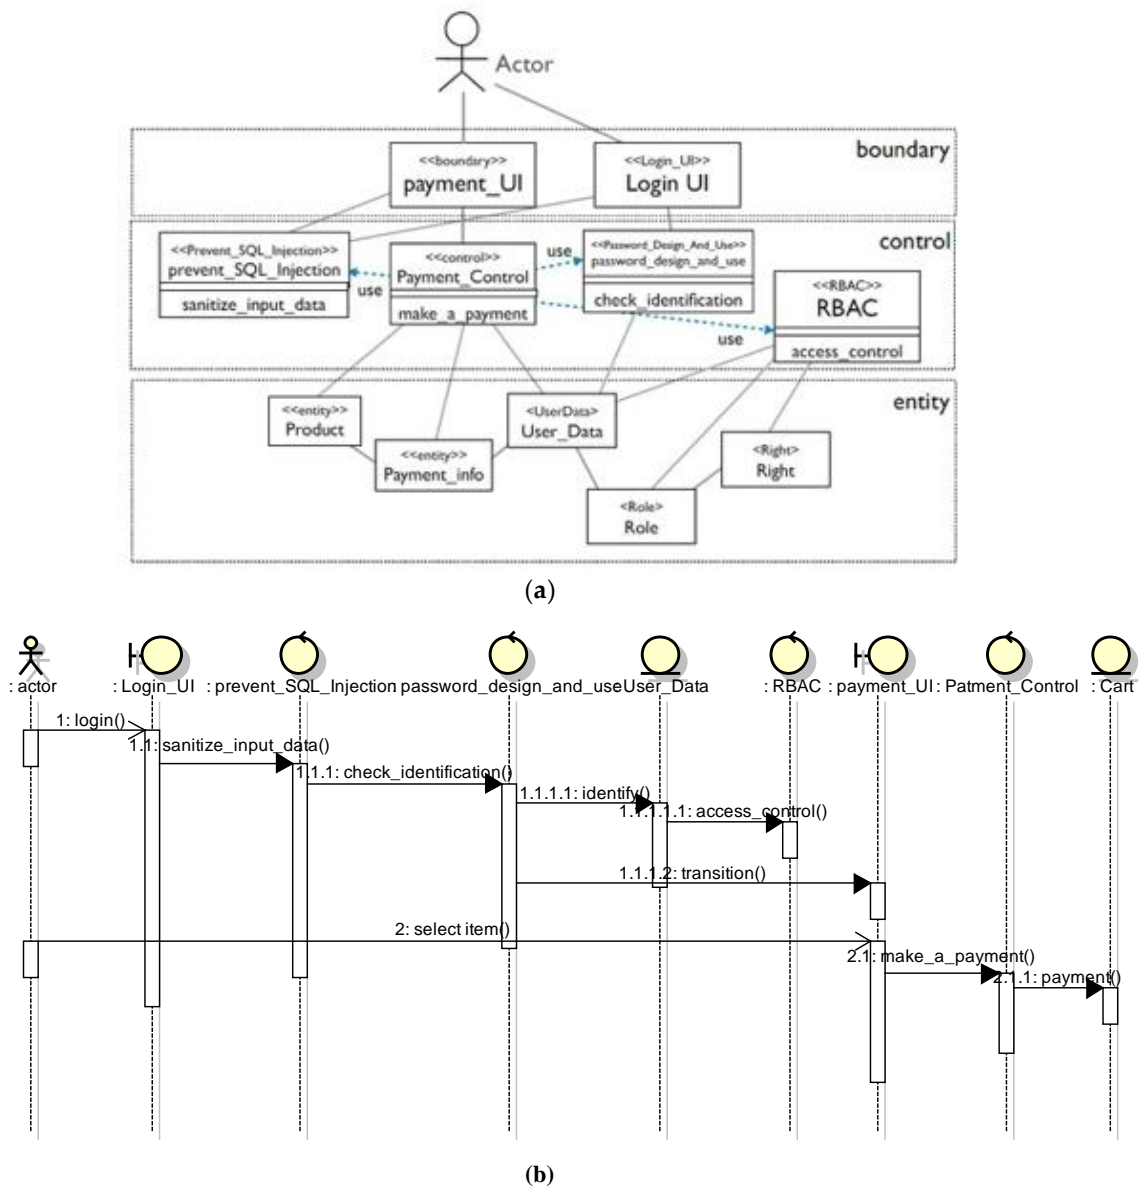 Actor
boundary
<<boundary>>
payment_UI
<<Login_UI>>
Login UI
control
<<Prevent_SQL_Injection>>
prevent_SQL_Injection
sanitize_input_data
use
<<control>>
Payment_Control
make_a_payment
use
<<Password_Design_And_Use>>
password_design_and_use
check_identification
use
<<RBAC>>
RBAC
access_control
entity
<<entity>>
Product
<<entity>>
Payment_info
<UserData>
User_Data
<Right>
Right
<Role>
Role
(a)
: actor
: Login_UI
: prevent_SQL_Injection
password_design_and_use
User_Data
: RBAC
: payment_UI
: Patment_Control
: Cart
1: login()
1.1: sanitize_input_data()
1.1.1: check_identification()
1.1.1.1: identify()
1.1.1.1.1: access_control()
1.1.1.2: transition()
2: select item()
2.1: make_a_payment()
2.1.1: payment()
(b)